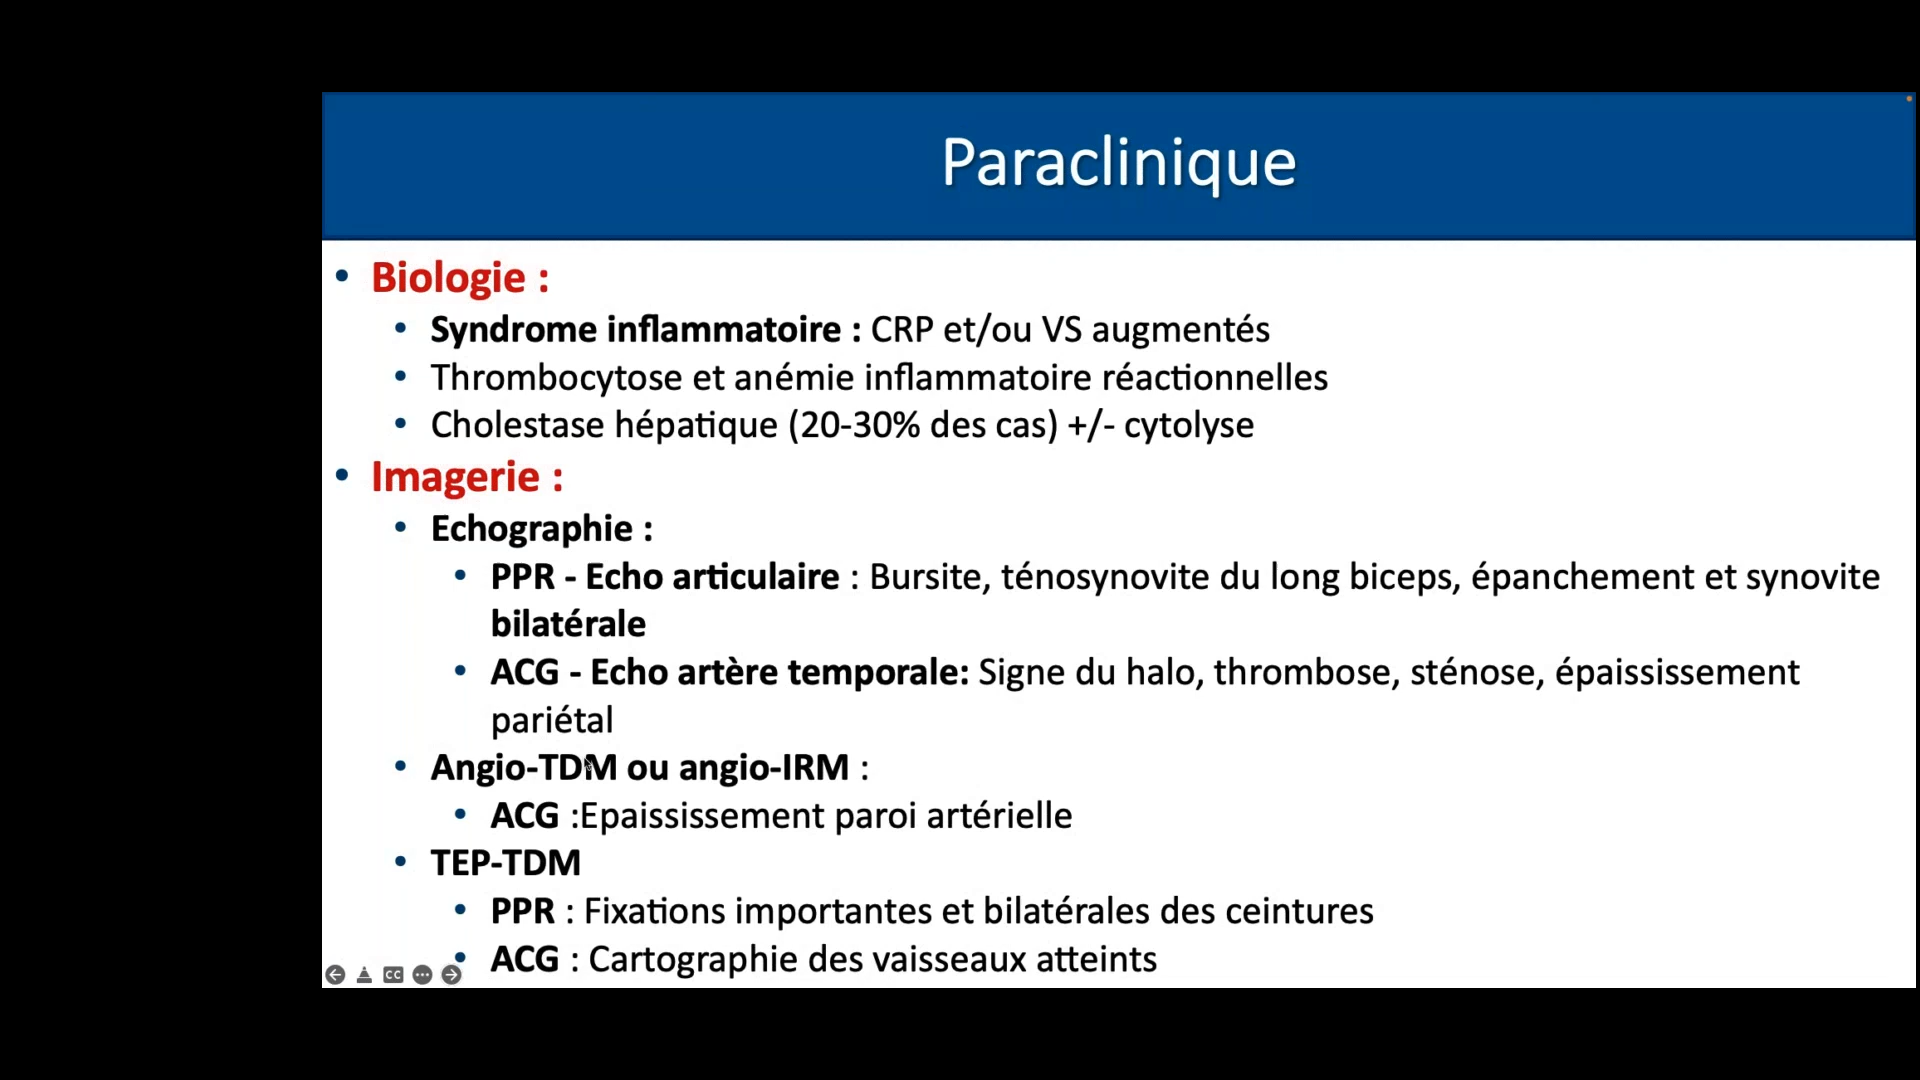 Paraclinique
• Biologie :
• Syndrome inflammatoire : CRP et/ou VS augmentés
• Thrombocytose et anémie inflammatoire réactionnelles
• Cholestase hépatique (20-30% des cas) +/- cytolyse
• Imagerie :
• Echographie :
• PPR - Echo articulaire : Bursite, ténosynovite du long biceps, épanchement et synovite
bilatérale
• ACG - Echo artère temporale: Signe du halo, thrombose, sténose, épaississement
pariétal
• Angio-TDM ou angio-IRM :
• ACG :Epaississement paroi artérielle
• TEP-TDM
• PPR : Fixations importantes et bilatérales des ceintures
• ACG : Cartographie des vaisseaux atteints
CC